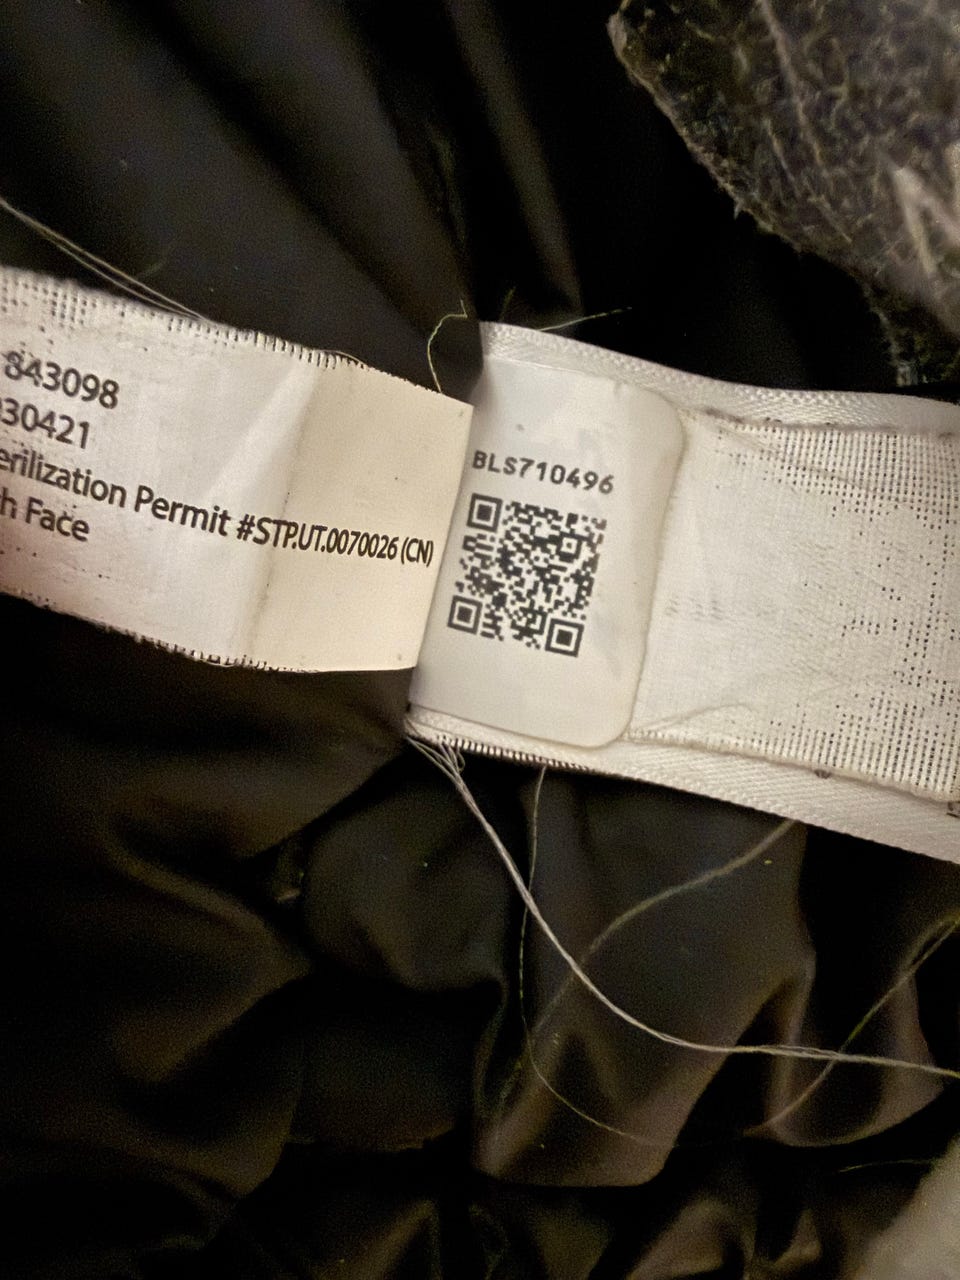 843098
30421
erilization Permit #STP.UT.0070026 (CN)
h Face
BLS710496